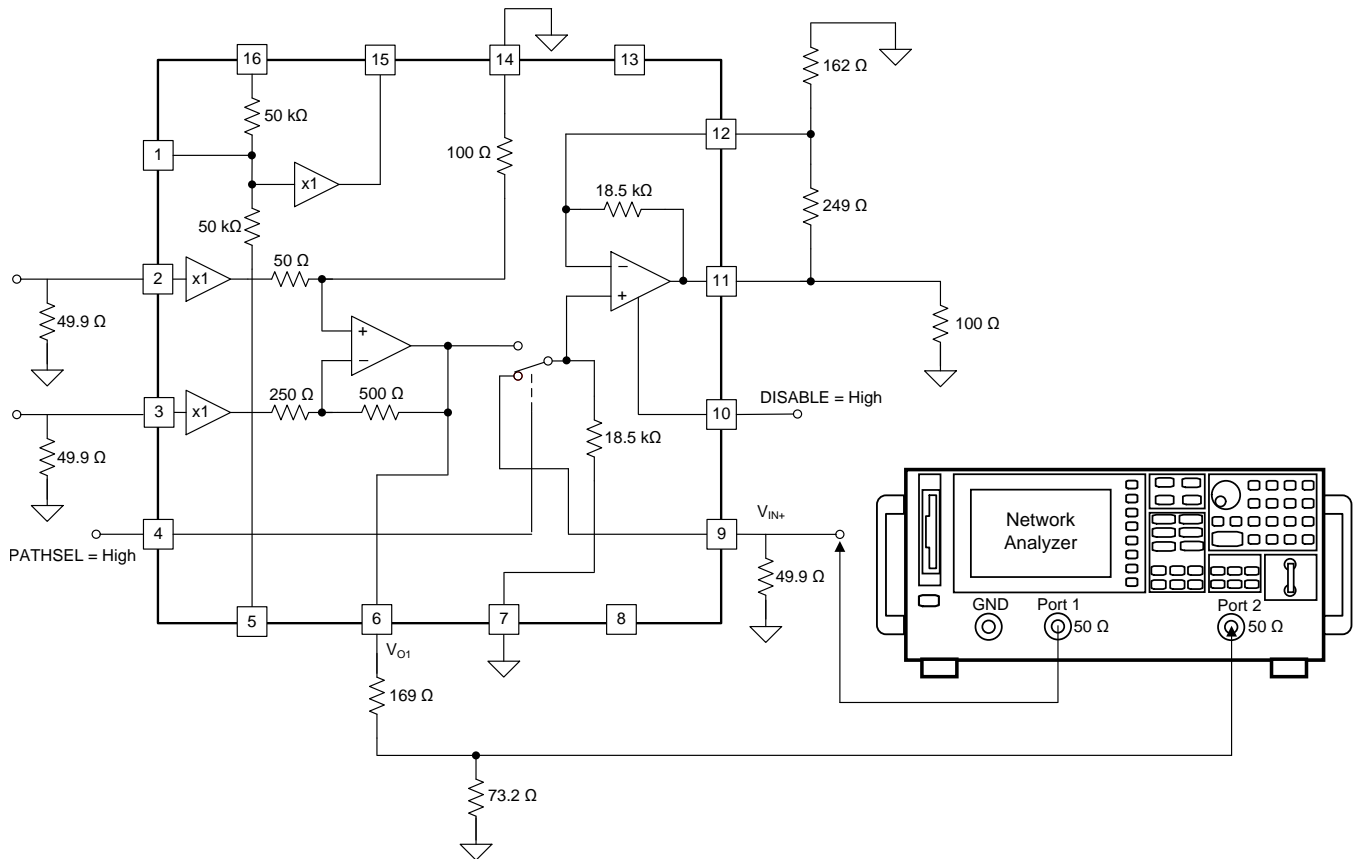 16
15
14
13
162 Ω
50 kΩ
12
1
100 Ω
x1
18.5 kΩ
249 Ω
50 kΩ
2
x1
50 Ω
−
+
11
49.9 Ω
+
−
100 Ω
3
x1
250 Ω
500 Ω
10
DISABLE = High
18.5 kΩ
49.9 Ω
4
PATHSEL = High
9
VIN+
49.9 Ω
Network
Analyzer
GND
Port 1
50 Ω
Port 2
50 Ω
5
6
7
8
VO1
169 Ω
73.2 Ω